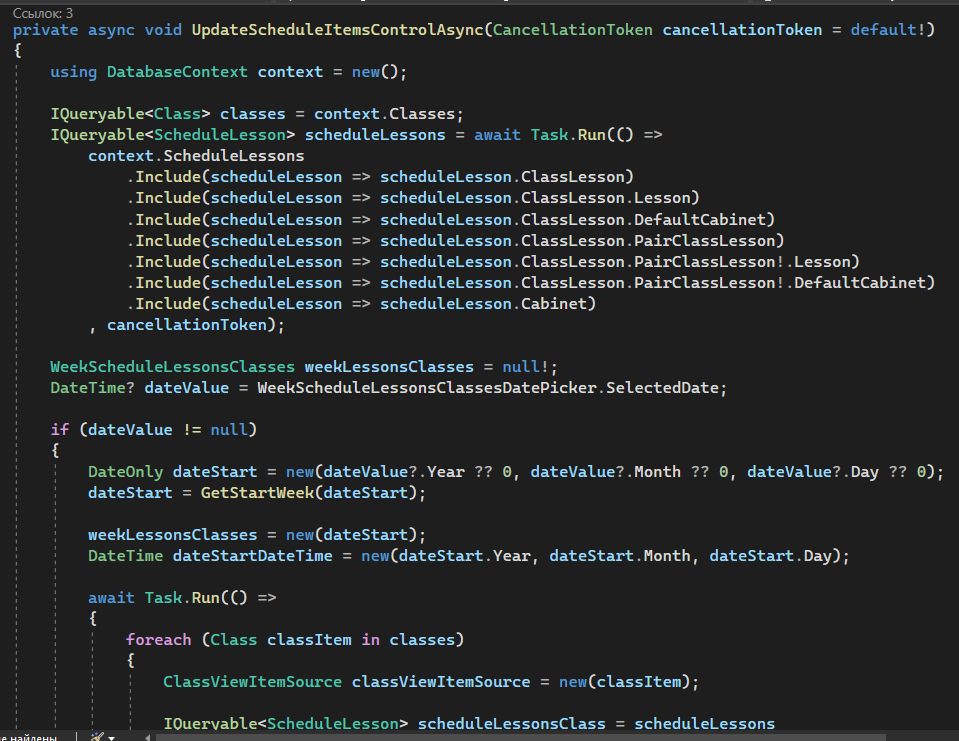 Ссылок: 3
private async void UpdateScheduleItemsControlAsync(CancellationToken cancellationToken = default!)
{
using DatabaseContext context = new();
IQueryable<Class> classes = context.Classes;
IQueryable<ScheduleLesson> scheduleLessons = await Task.Run(() =>
context.ScheduleLessons
.Include(scheduleLesson => scheduleLesson.ClassLesson)
.Include(scheduleLesson => scheduleLesson.ClassLesson.Lesson)
.Include(scheduleLesson => scheduleLesson.ClassLesson.DefaultCabinet)
.Include(scheduleLesson => scheduleLesson.ClassLesson.PairClassLesson)
.Include(scheduleLesson => scheduleLesson.ClassLesson.PairClassLesson!.Lesson)
.Include(scheduleLesson => scheduleLesson.ClassLesson.PairClassLesson!.DefaultCabinet)
.Include(scheduleLesson => scheduleLesson.Cabinet)
, cancellationToken);
WeekScheduleLessonsClasses weekLessonsClasses = null!;
DateTime? dateValue = WeekScheduleLessonsClassesDatePicker.SelectedDate;
if (dateValue != null)
{
DateOnly dateStart = new(dateValue?.Year ?? 0, dateValue?.Month ?? 0, dateValue?.Day ?? 0);
dateStart = GetStartWeek(dateStart);
weekLessonsClasses = new(dateStart);
DateTime dateStartDateTime = new(dateStart.Year, dateStart.Month, dateStart.Day);
await Task.Run(() =>
{
foreach (Class classItem in classes)
{
ClassViewItemSource classViewItemSource = new(classItem);
IQueryable<ScheduleLesson> scheduleLessonsClass = scheduleLessons